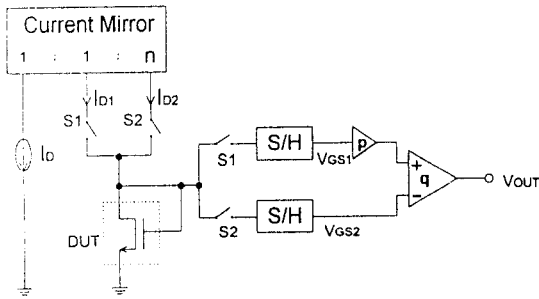 Current Mirror
1 : 1 : n
ID1 ID2
S1 S2
ID
S1 S/H VGS1 p
+ q −
VOUT
S2 S/H VGS2
DUT